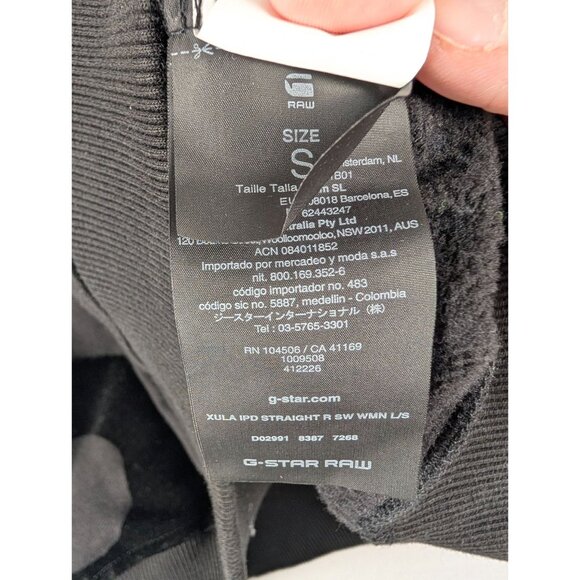 RAW
SIZE
S
Amsterdam, NL
1B01
Taille Talla SL
08018 Barcelona, ES
62443247
Pty Ltd
Woolloomooloo, NSW 2011, AUS
ACN 084011852
Importado por mercadeo y moda s.a.s
nit. 800.169.352-6
código importador no. 483
código sic no. 5887, medellin - Colombia
ジースターインターナショナル（株）
Tel : 03-5765-3301
RN 104506 / CA 41169
1009508
412226
g-star.com
XULA IPD STRAIGHT R SW WMN L/S
D02991 8387 7268
G-STAR RAW